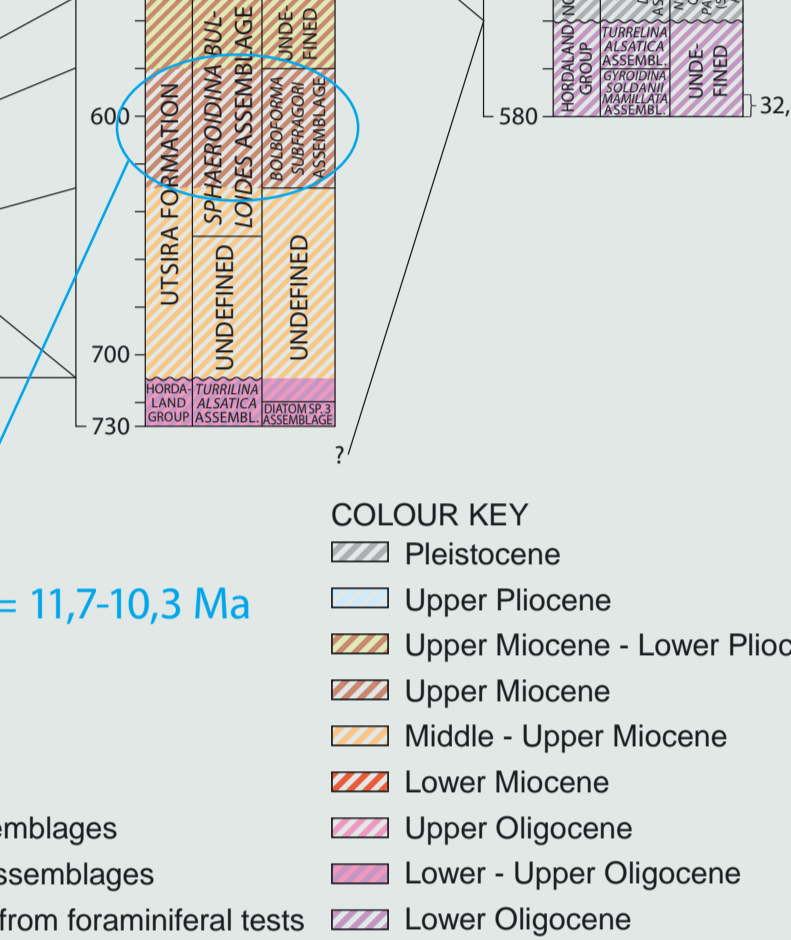 600
700
730
UTSIRA FORMATION
SPHAEROIDINA BUL-
LOIDES ASSEMBLAGE
UNDE-
FINED
BOLBOFORMA
SUBFRAGORI
ASSEMBLAGE
UNDEFINED
UNDEFINED
HORDA-
LAND
GROUP
TURRILINA
ALSATICA
ASSEMBL.
DIATOM SP.3
ASSEMBLAGE
?
580
HORDALAND
GROUP
TURRELINA
ALSATICA
ASSEMBL.
GYROIDINA
SOLDANII
MAMILLATA
ASSEMBL.
UNDE-
FINED
32,
= 11,7-10,3 Ma
COLOUR KEY
Pleistocene
Upper Pliocene
Upper Miocene - Lower Plioc
Upper Miocene
Middle - Upper Miocene
Lower Miocene
Upper Oligocene
Lower - Upper Oligocene
Lower Oligocene
emblages
ssemblages
from foraminiferal tests